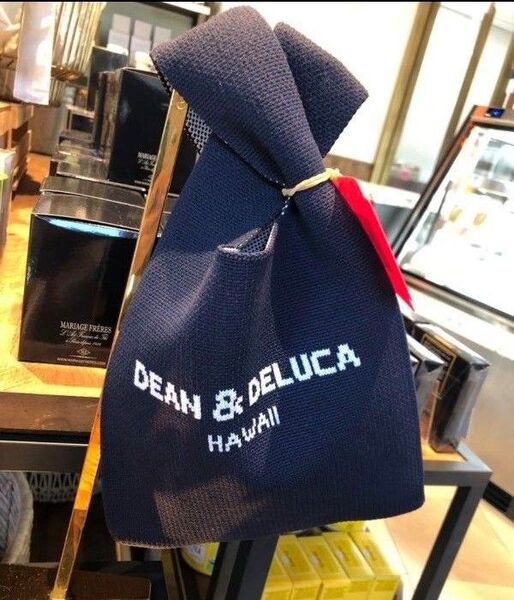 MARIAGE FRÈRES
MARIAGE FRÈRES
DEAN & DELUCA
HAWAII